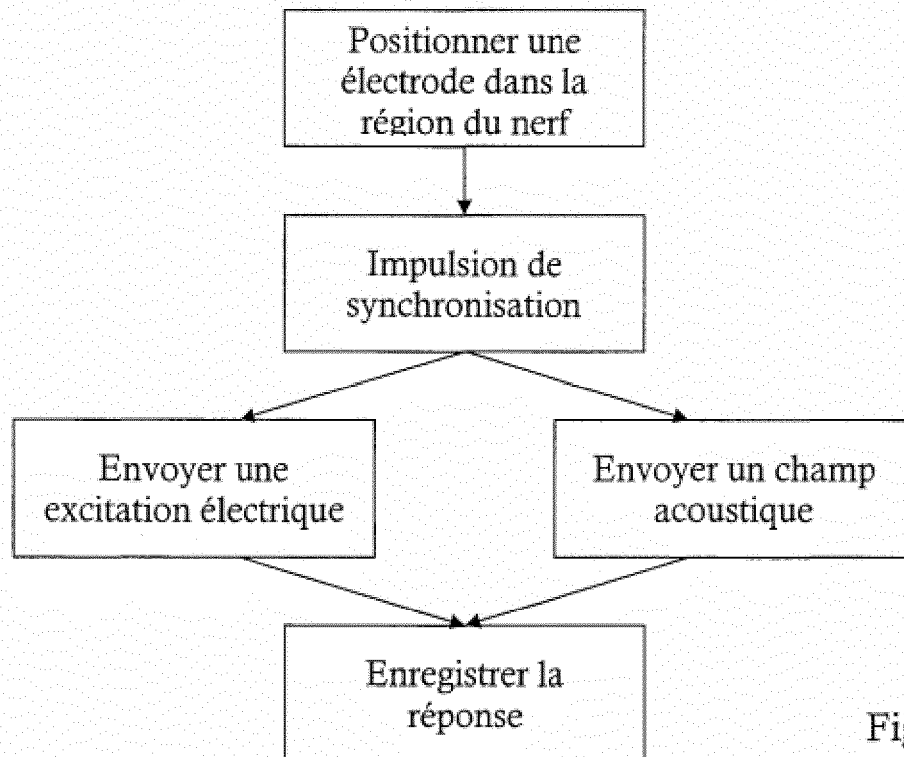 Positionner une
électrode dans la
région du nerf
Impulsion de
synchronisation
Envoyer une
excitation électrique
Envoyer un champ
acoustique
Enregistrer la
réponse
Fig